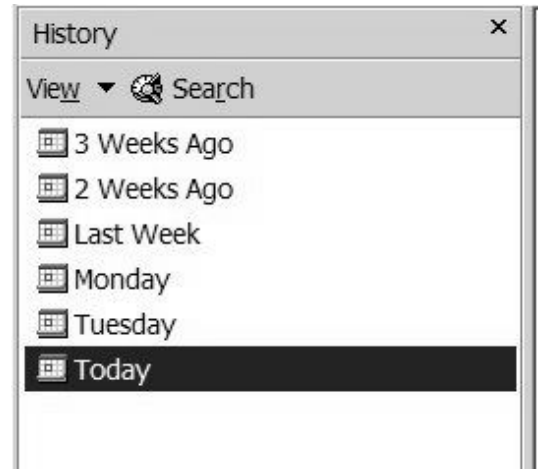 History
View Search
3 Weeks Ago
2 Weeks Ago
Last Week
Monday
Tuesday
Today